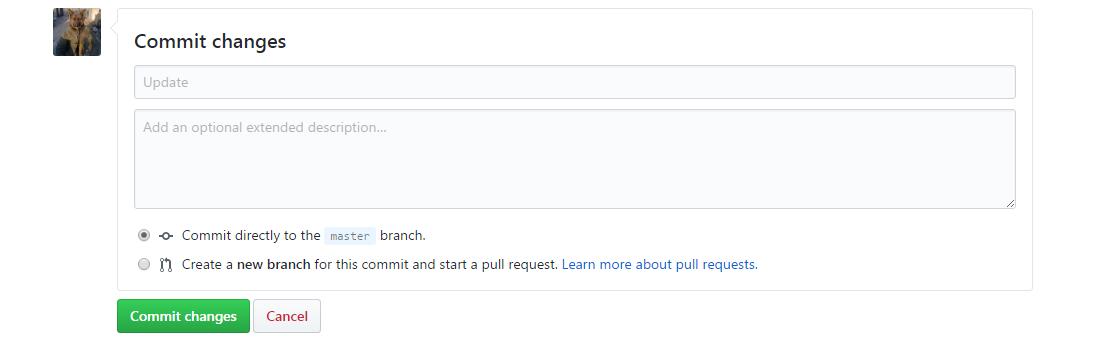 Commit changes
Update
Add an optional extended description...
Commit directly to the master branch.
Create a new branch for this commit and start a pull request. Learn more about pull requests.
Commit changes Cancel